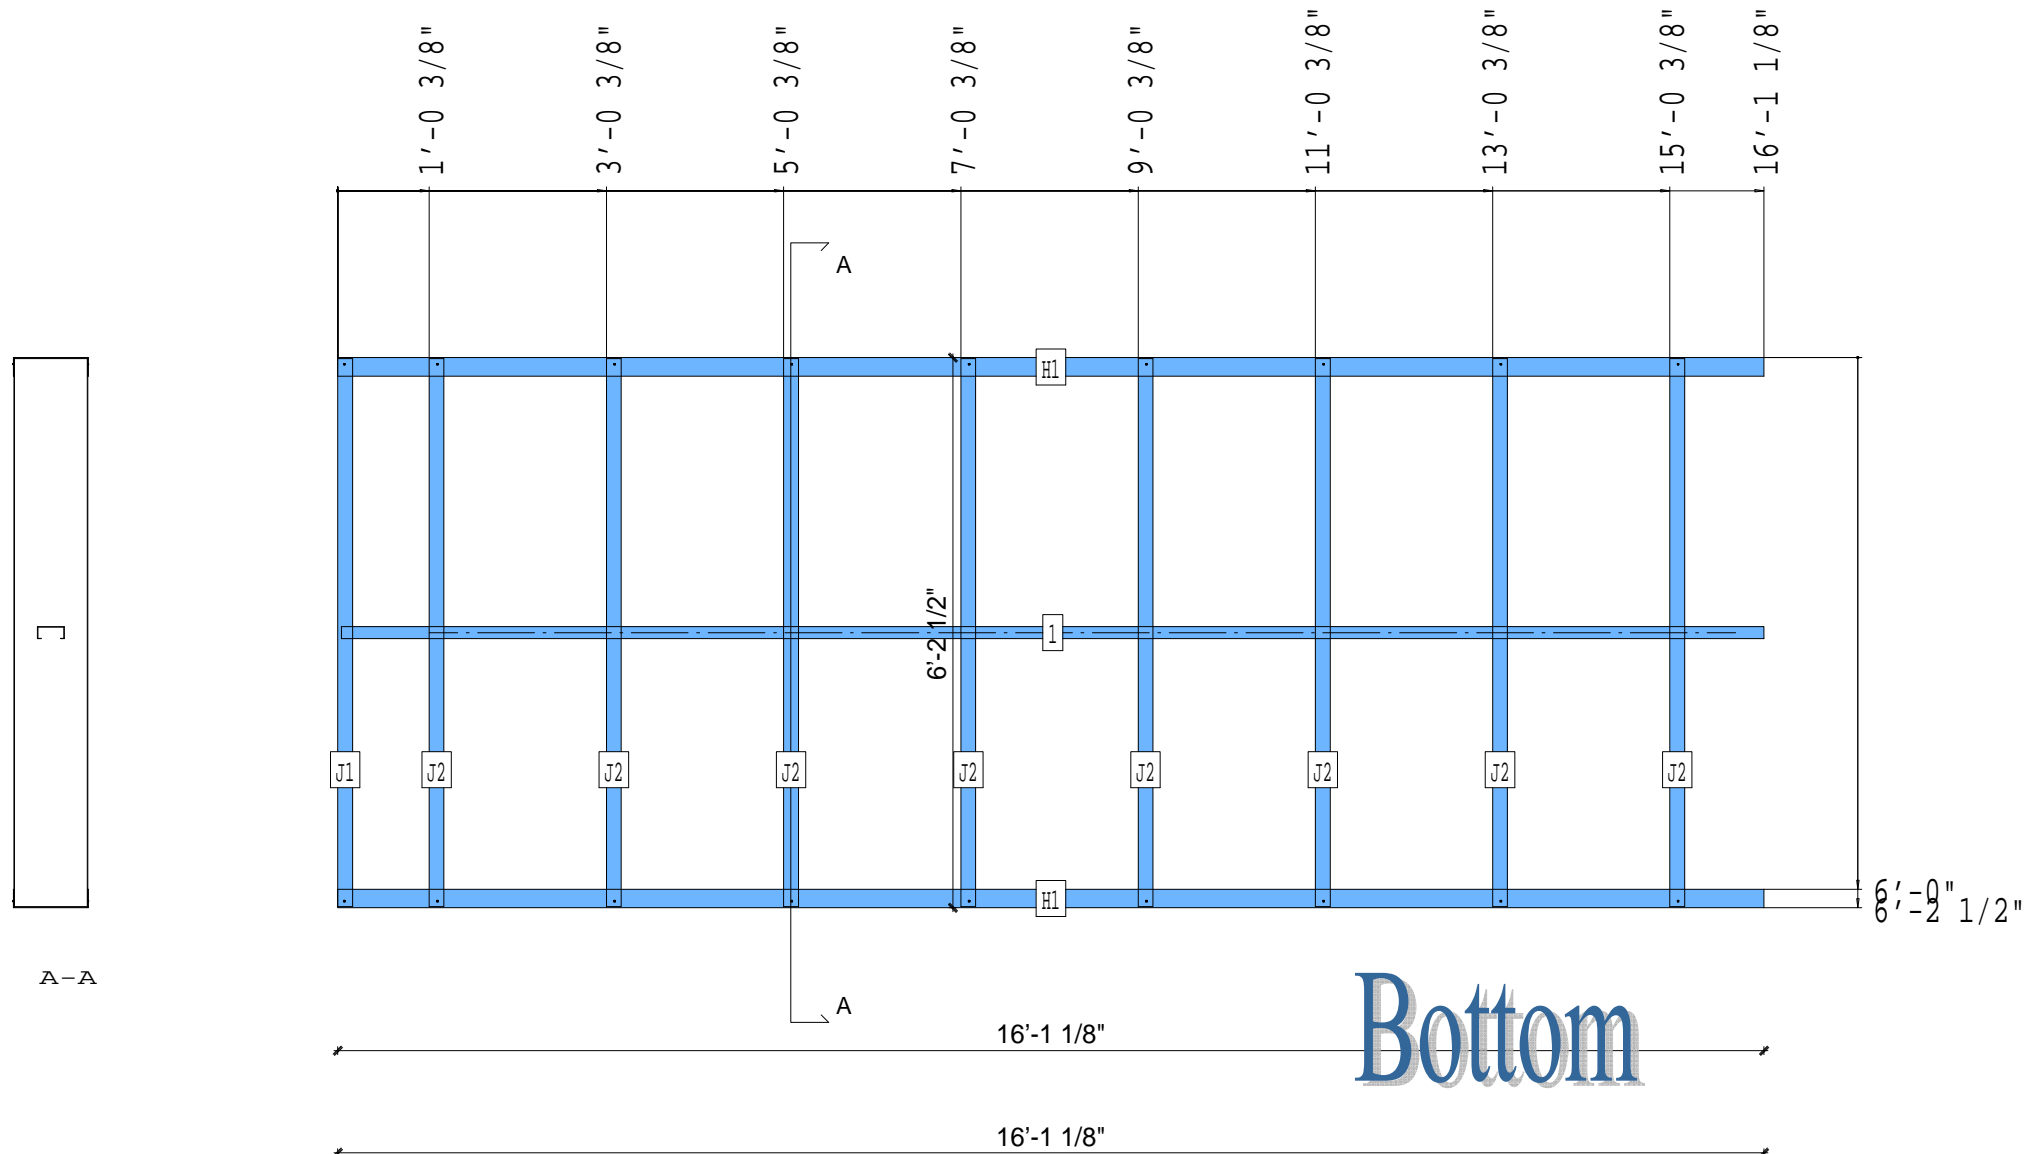 1'-0 3/8"
3'-0 3/8"
5'-0 3/8"
7'-0 3/8"
9'-0 3/8"
11'-0 3/8"
13'-0 3/8"
15'-0 3/8"
16'-1 1/8"
A
H1
6'-2 1/2"
1
J1 J2 J2 J2 J2 J2 J2 J2 J2
H1
6'-0"
6'-2 1/2"
A-A
A
16'-1 1/8"
Bottom
16'-1 1/8"